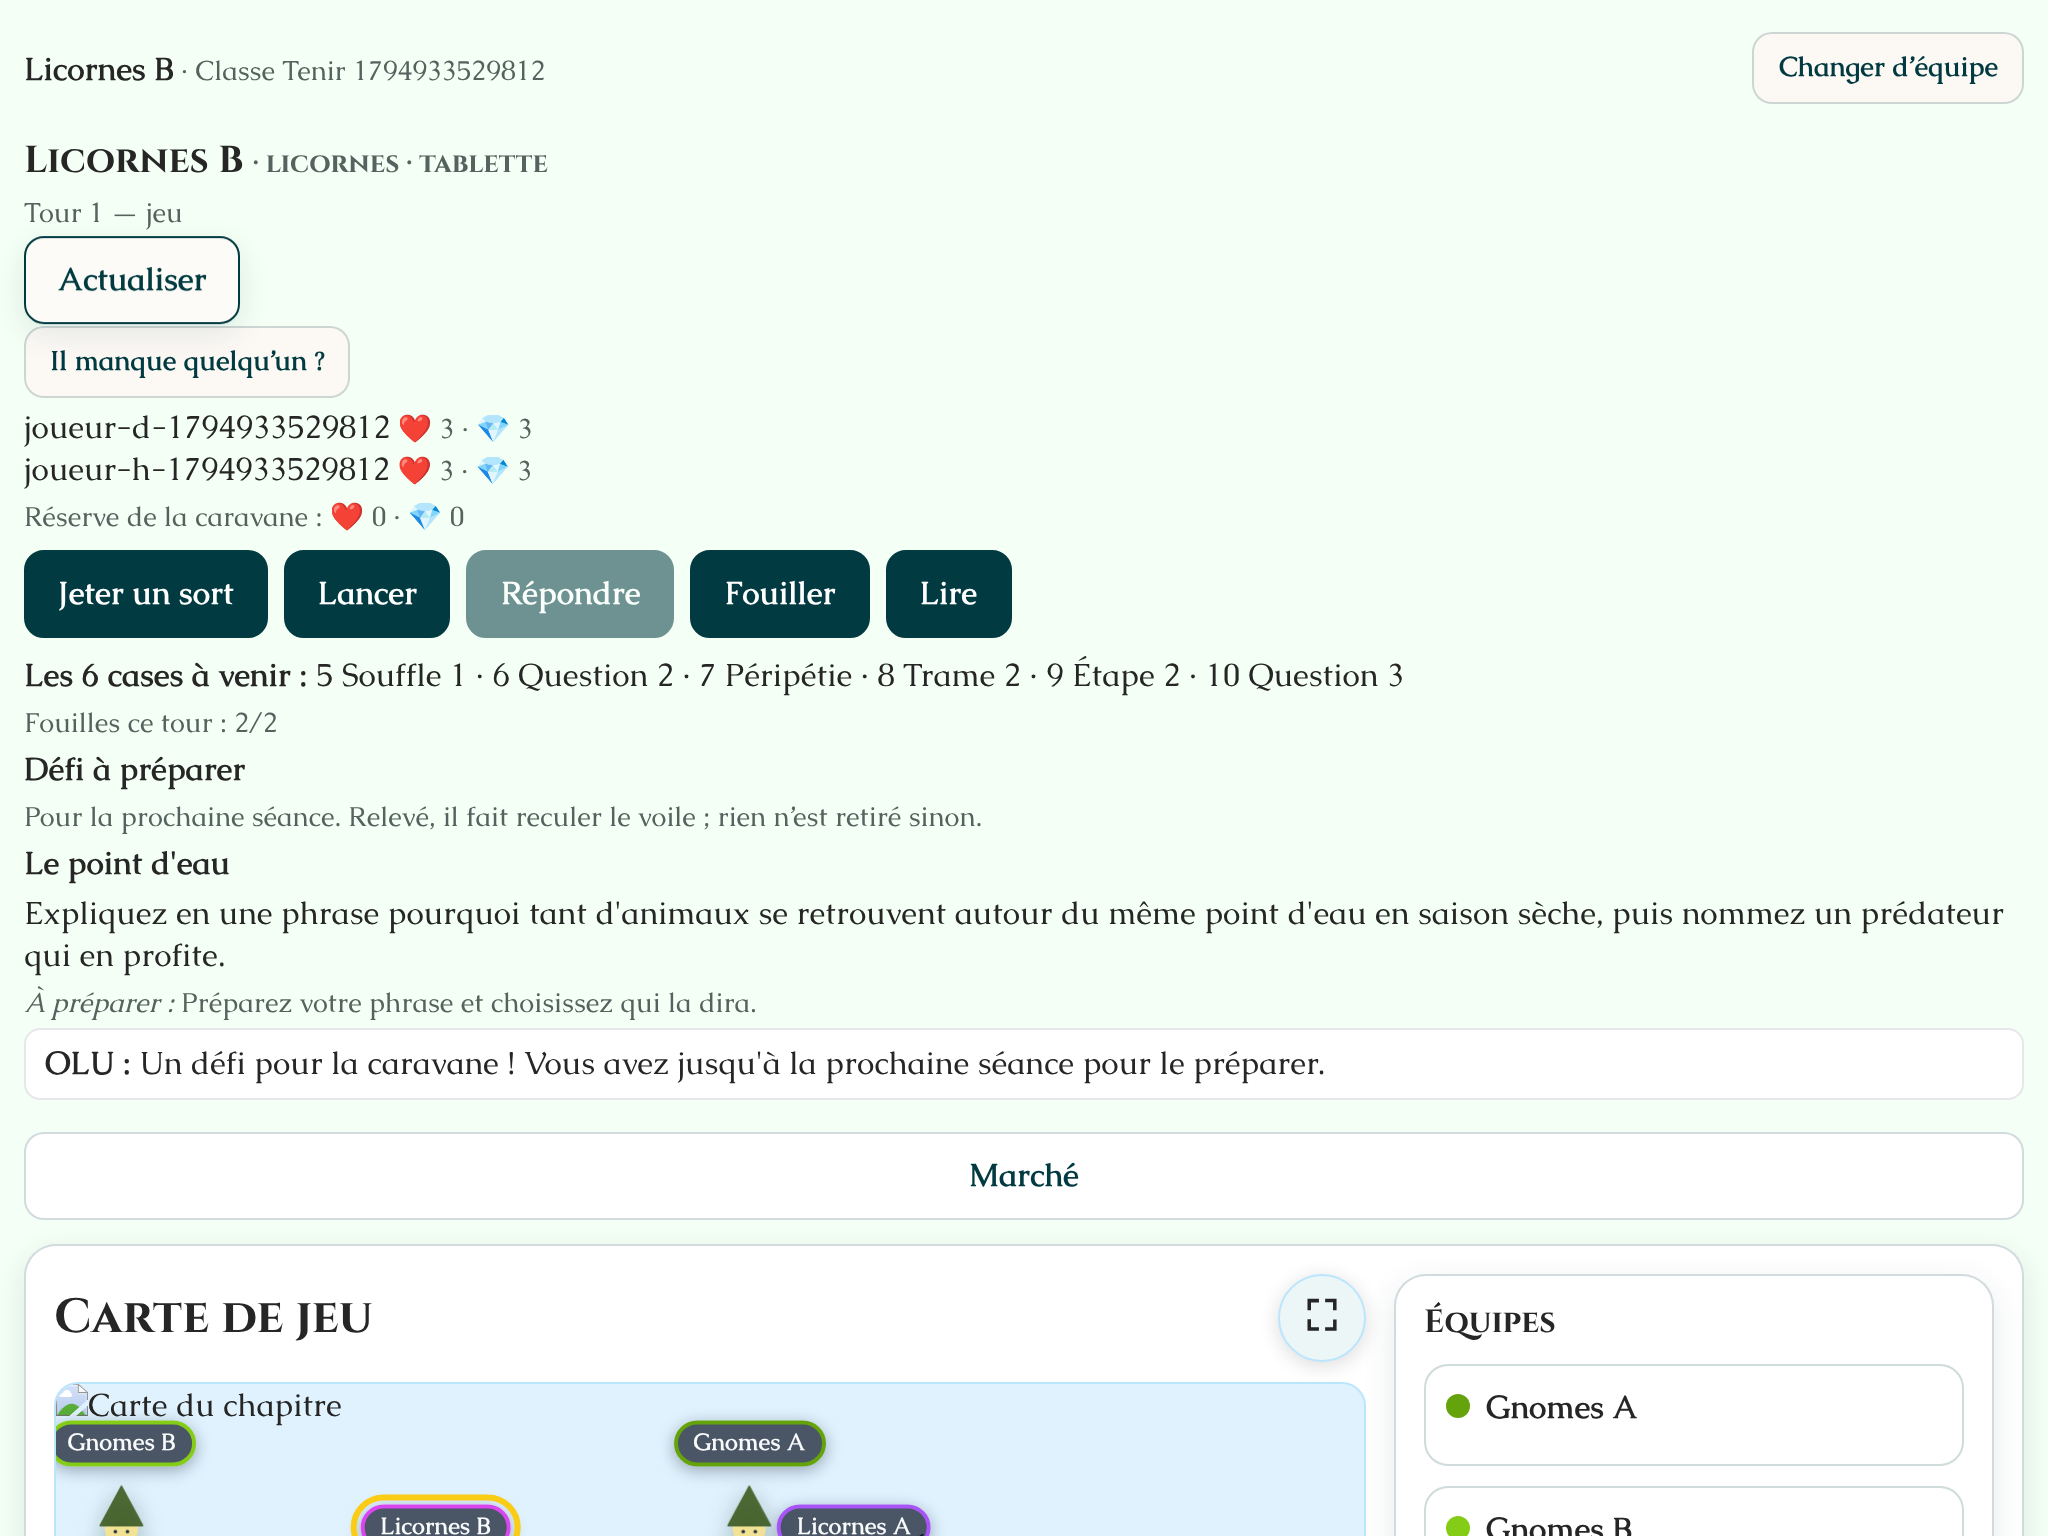 Licornes B · Classe Tenir 1794933529812
Changer d’équipe
Licornes B · licornes · tablette
Tour 1 — jeu
Actualiser
Il manque quelqu’un ?
joueur-d-1794933529812 ❤️ 3 · 💎 3
joueur-h-1794933529812 ❤️ 3 · 💎 3
Réserve de la caravane : ❤️ 0 · 💎 0
Jeter un sort
Lancer
Répondre
Fouiller
Lire
Les 6 cases à venir : 5 Souffle 1 · 6 Question 2 · 7 Péripétie · 8 Trame 2 · 9 Étape 2 · 10 Question 3
Fouilles ce tour : 2/2
Défi à préparer
Pour la prochaine séance. Relevé, il fait reculer le voile ; rien n’est retiré sinon.
Le point d'eau
Expliquez en une phrase pourquoi tant d'animaux se retrouvent autour du même point d'eau en saison sèche, puis nommez un prédateur
qui en profite.
À préparer : Préparez votre phrase et choisissez qui la dira.
OLU : Un défi pour la caravane ! Vous avez jusqu'à la prochaine séance pour le préparer.
Marché
Carte de jeu
Équipes
Carte du chapitre
Gnomes B
Gnomes A
Licornes B
Licornes A
Gnomes A
Gnomes B